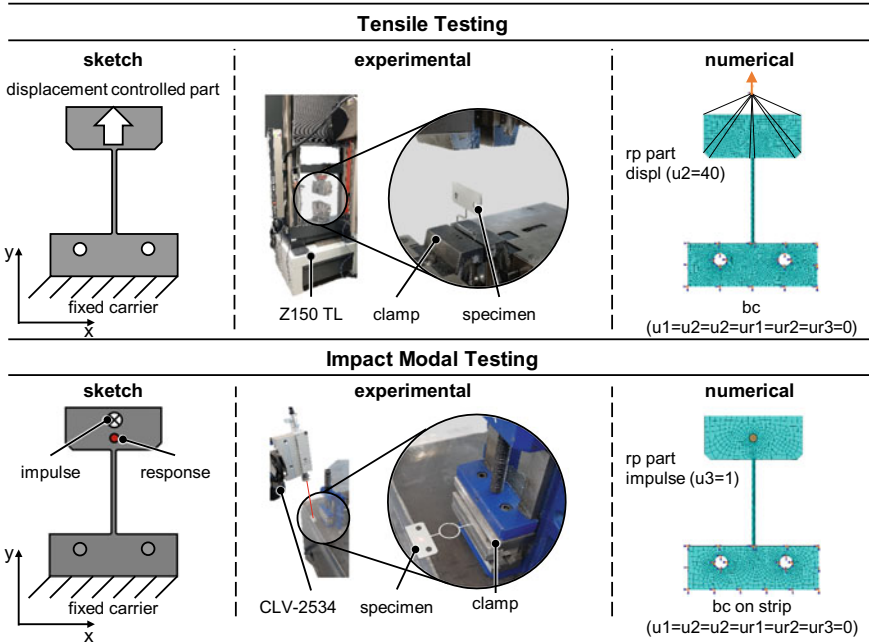 Tensile Testing
sketch
displacement controlled part
y
fixed carrier
x
experimental
Z150 TL
clamp
specimen
numerical
rp part
displ (u2=40)
bc
(u1=u2=u2=ur1=ur2=ur3=0)
Impact Modal Testing
sketch
impulse
response
y
fixed carrier
x
experimental
CLV-2534
specimen
clamp
numerical
rp part
impulse (u3=1)
bc on strip
(u1=u2=u2=ur1=ur2=ur3=0)